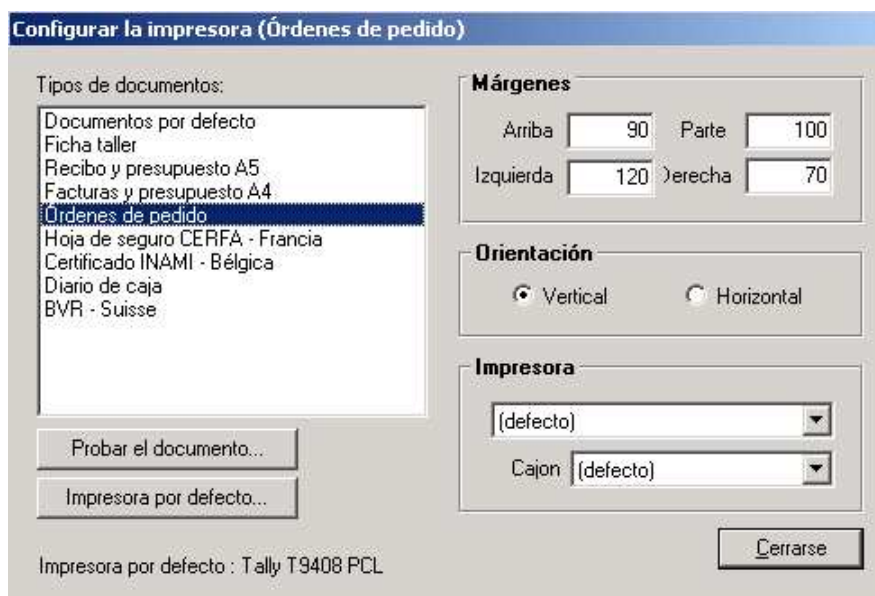 Configurar la impresora (Órdenes de pedido)
Tipos de documentos:
Documentos por defecto
Ficha taller
Recibo y presupuesto A5
Facturas y presupuesto A4
Órdenes de pedido
Hoja de seguro CERFA - Francia
Certificado INAMI - Bélgica
Diario de caja
BVR - Suisse
Probar el documento...
Impresora por defecto...
Impresora por defecto : Tally T9408 PCL
Márgenes
Arriba 90 Parte 100
Izquierda 120 Derecha 70
Orientación
Vertical Horizontal
Impresora
(defecto)
Cajon (defecto)
Cerrarse